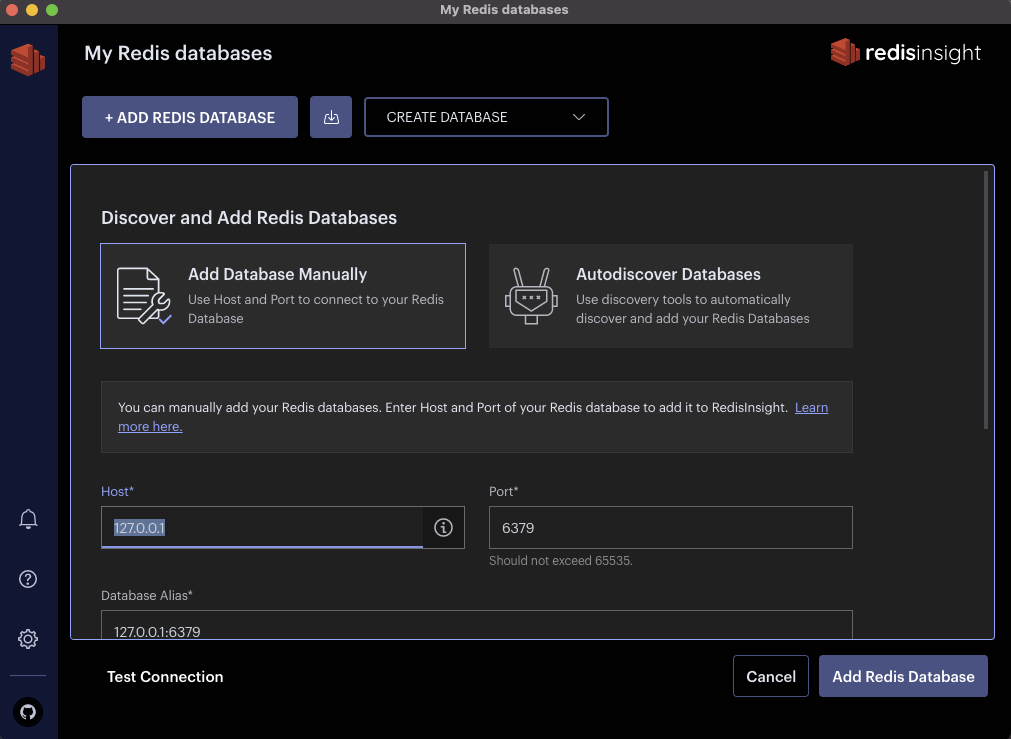 My Redis databases
My Redis databases
redisinsight
+ ADD REDIS DATABASE
CREATE DATABASE
Discover and Add Redis Databases
Add Database Manually
Use Host and Port to connect to your Redis
Database
Autodiscover Databases
Use discovery tools to automatically
discover and add your Redis Databases
You can manually add your Redis databases. Enter Host and Port of your Redis database to add it to RedisInsight. Learn
more here.
Host*
127.0.0.1
Port*
6379
Should not exceed 65535.
Database Alias*
127.0.0.1:6379
Test Connection
Cancel
Add Redis Database